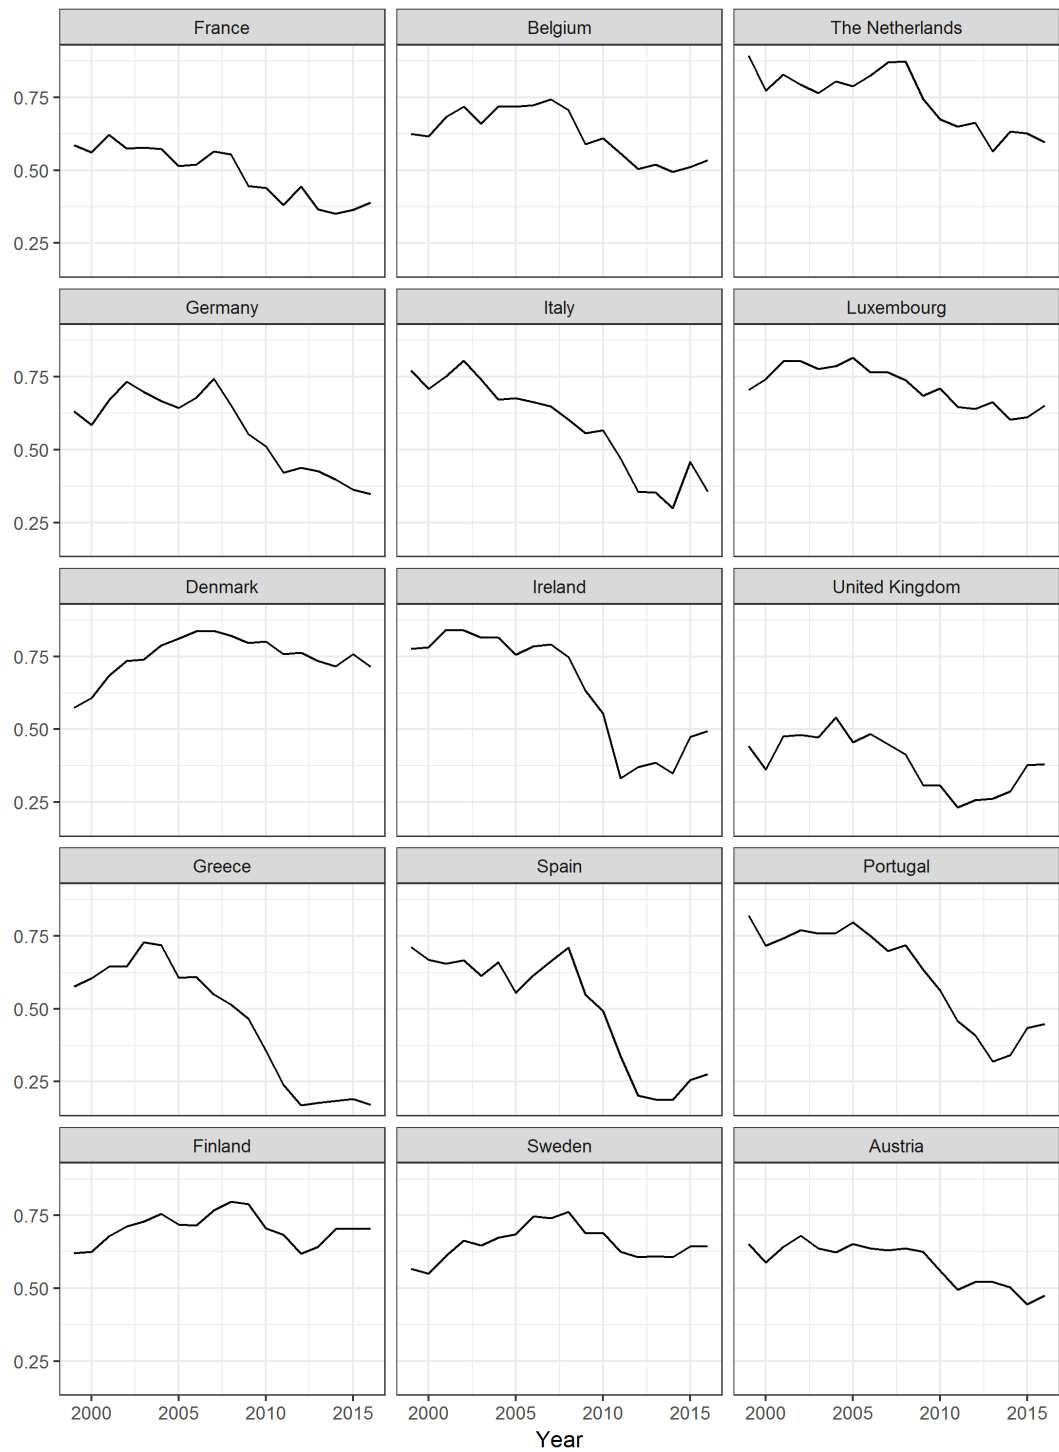 France Belgium The Netherlands
0.75
0.50
0.25
Germany Italy Luxembourg
0.75
0.50
0.25
Denmark Ireland United Kingdom
0.75
0.50
0.25
Greece Spain Portugal
0.75
0.50
0.25
Finland Sweden Austria
0.75
0.50
0.25
2000 2005 2010 2015 2000 2005 2010 2015 2000 2005 2010 2015
Year